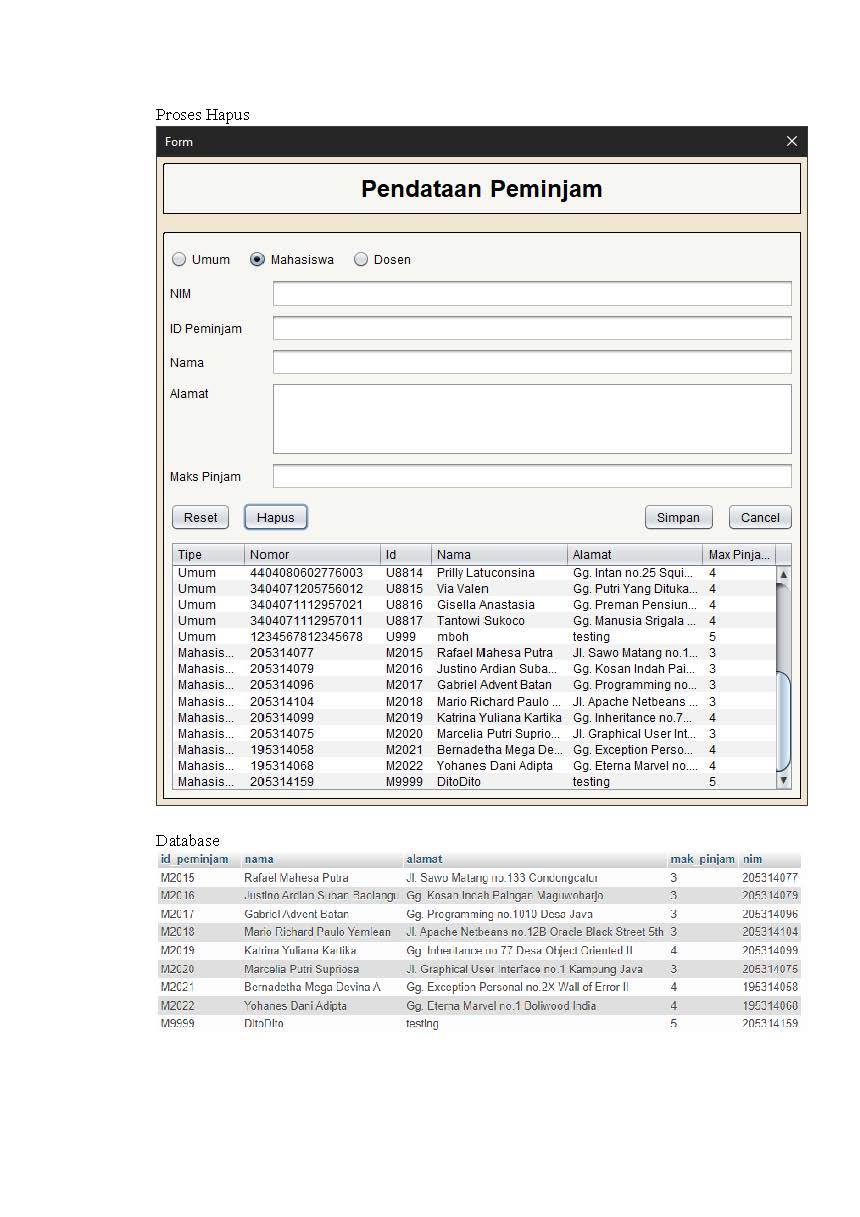 Proses Hapus
Form
Pendataan Peminjam
Umum Mahasiswa Dosen
NIM
ID Peminjam
Nama
Alamat
Maks Pinjam
Reset Hapus Simpan Cancel
Tipe Nomor Id Nama Alamat Max Pinja...
Umum 4404080602776003 U8814 Prilly Latuconsina Gg. Intan no.25 Squi... 4
Umum 3404071205756012 U8815 Via Valen Gg. Putri Yang Dituka... 4
Umum 3404071112957021 U8816 Gisella Anastasia Gg. Preman Pensiun... 4
Umum 3404071112957011 U8817 Tantowi Sukoco Gg. Manusia Srigala ... 4
Umum 1234567812345678 U999 mboh testing 5
Mahasis... 205314077 M2015 Rafael Mahesa Putra Jl. Sawo Matang no.1... 3
Mahasis... 205314079 M2016 Justino Ardian Suba... Gg. Kosan Indah Pai... 3
Mahasis... 205314096 M2017 Gabriel Advent Batan Gg. Programming no... 3
Mahasis... 205314104 M2018 Mario Richard Paulo ... Jl. Apache Netbeans ... 3
Mahasis... 205314099 M2019 Katrina Yuliana Kartika Gg. Inheritance no.7... 4
Mahasis... 205314075 M2020 Marcelia Putri Suprio... Jl. Graphical User Int... 3
Mahasis... 195314058 M2021 Bernadetha Mega De... Gg. Exception Perso... 4
Mahasis... 195314068 M2022 Yohanes Dani Adipta Gg. Eterna Marvel no.... 4
Mahasis... 205314159 M9999 DitoDito testing 5
Database
id_peminjam nama alamat mak_pinjam nim
M2015 Rafael Mahesa Putra Jl. Sawo Matang no.133 Condongcatur 3 205314077
M2016 Justino Ardian Suban Baolangu Gg. Kosan Indah Paingan Maguwoharjo 3 205314079
M2017 Gabriel Advent Batan Gg. Programming no.1010 Desa Java 3 205314096
M2018 Mario Richard Paulo Yamlean Jl. Apache Netbeans no.12B Oracle Black Street 5th 3 205314104
M2019 Katrina Yuliana Kartika Gg. Inheritance no.77 Desa Object Oriented II 4 205314099
M2020 Marcelia Putri Supriosa Jl. Graphical User Interface no.1 Kampung Java 3 205314075
M2021 Bernadetha Mega Devina A Gg. Exception Personal no.2X Wall of Error II 4 195314058
M2022 Yohanes Dani Adipta Gg. Eterna Marvel no.1 Boliwood India 4 195314068
M9999 DitoDito testing 5 205314159